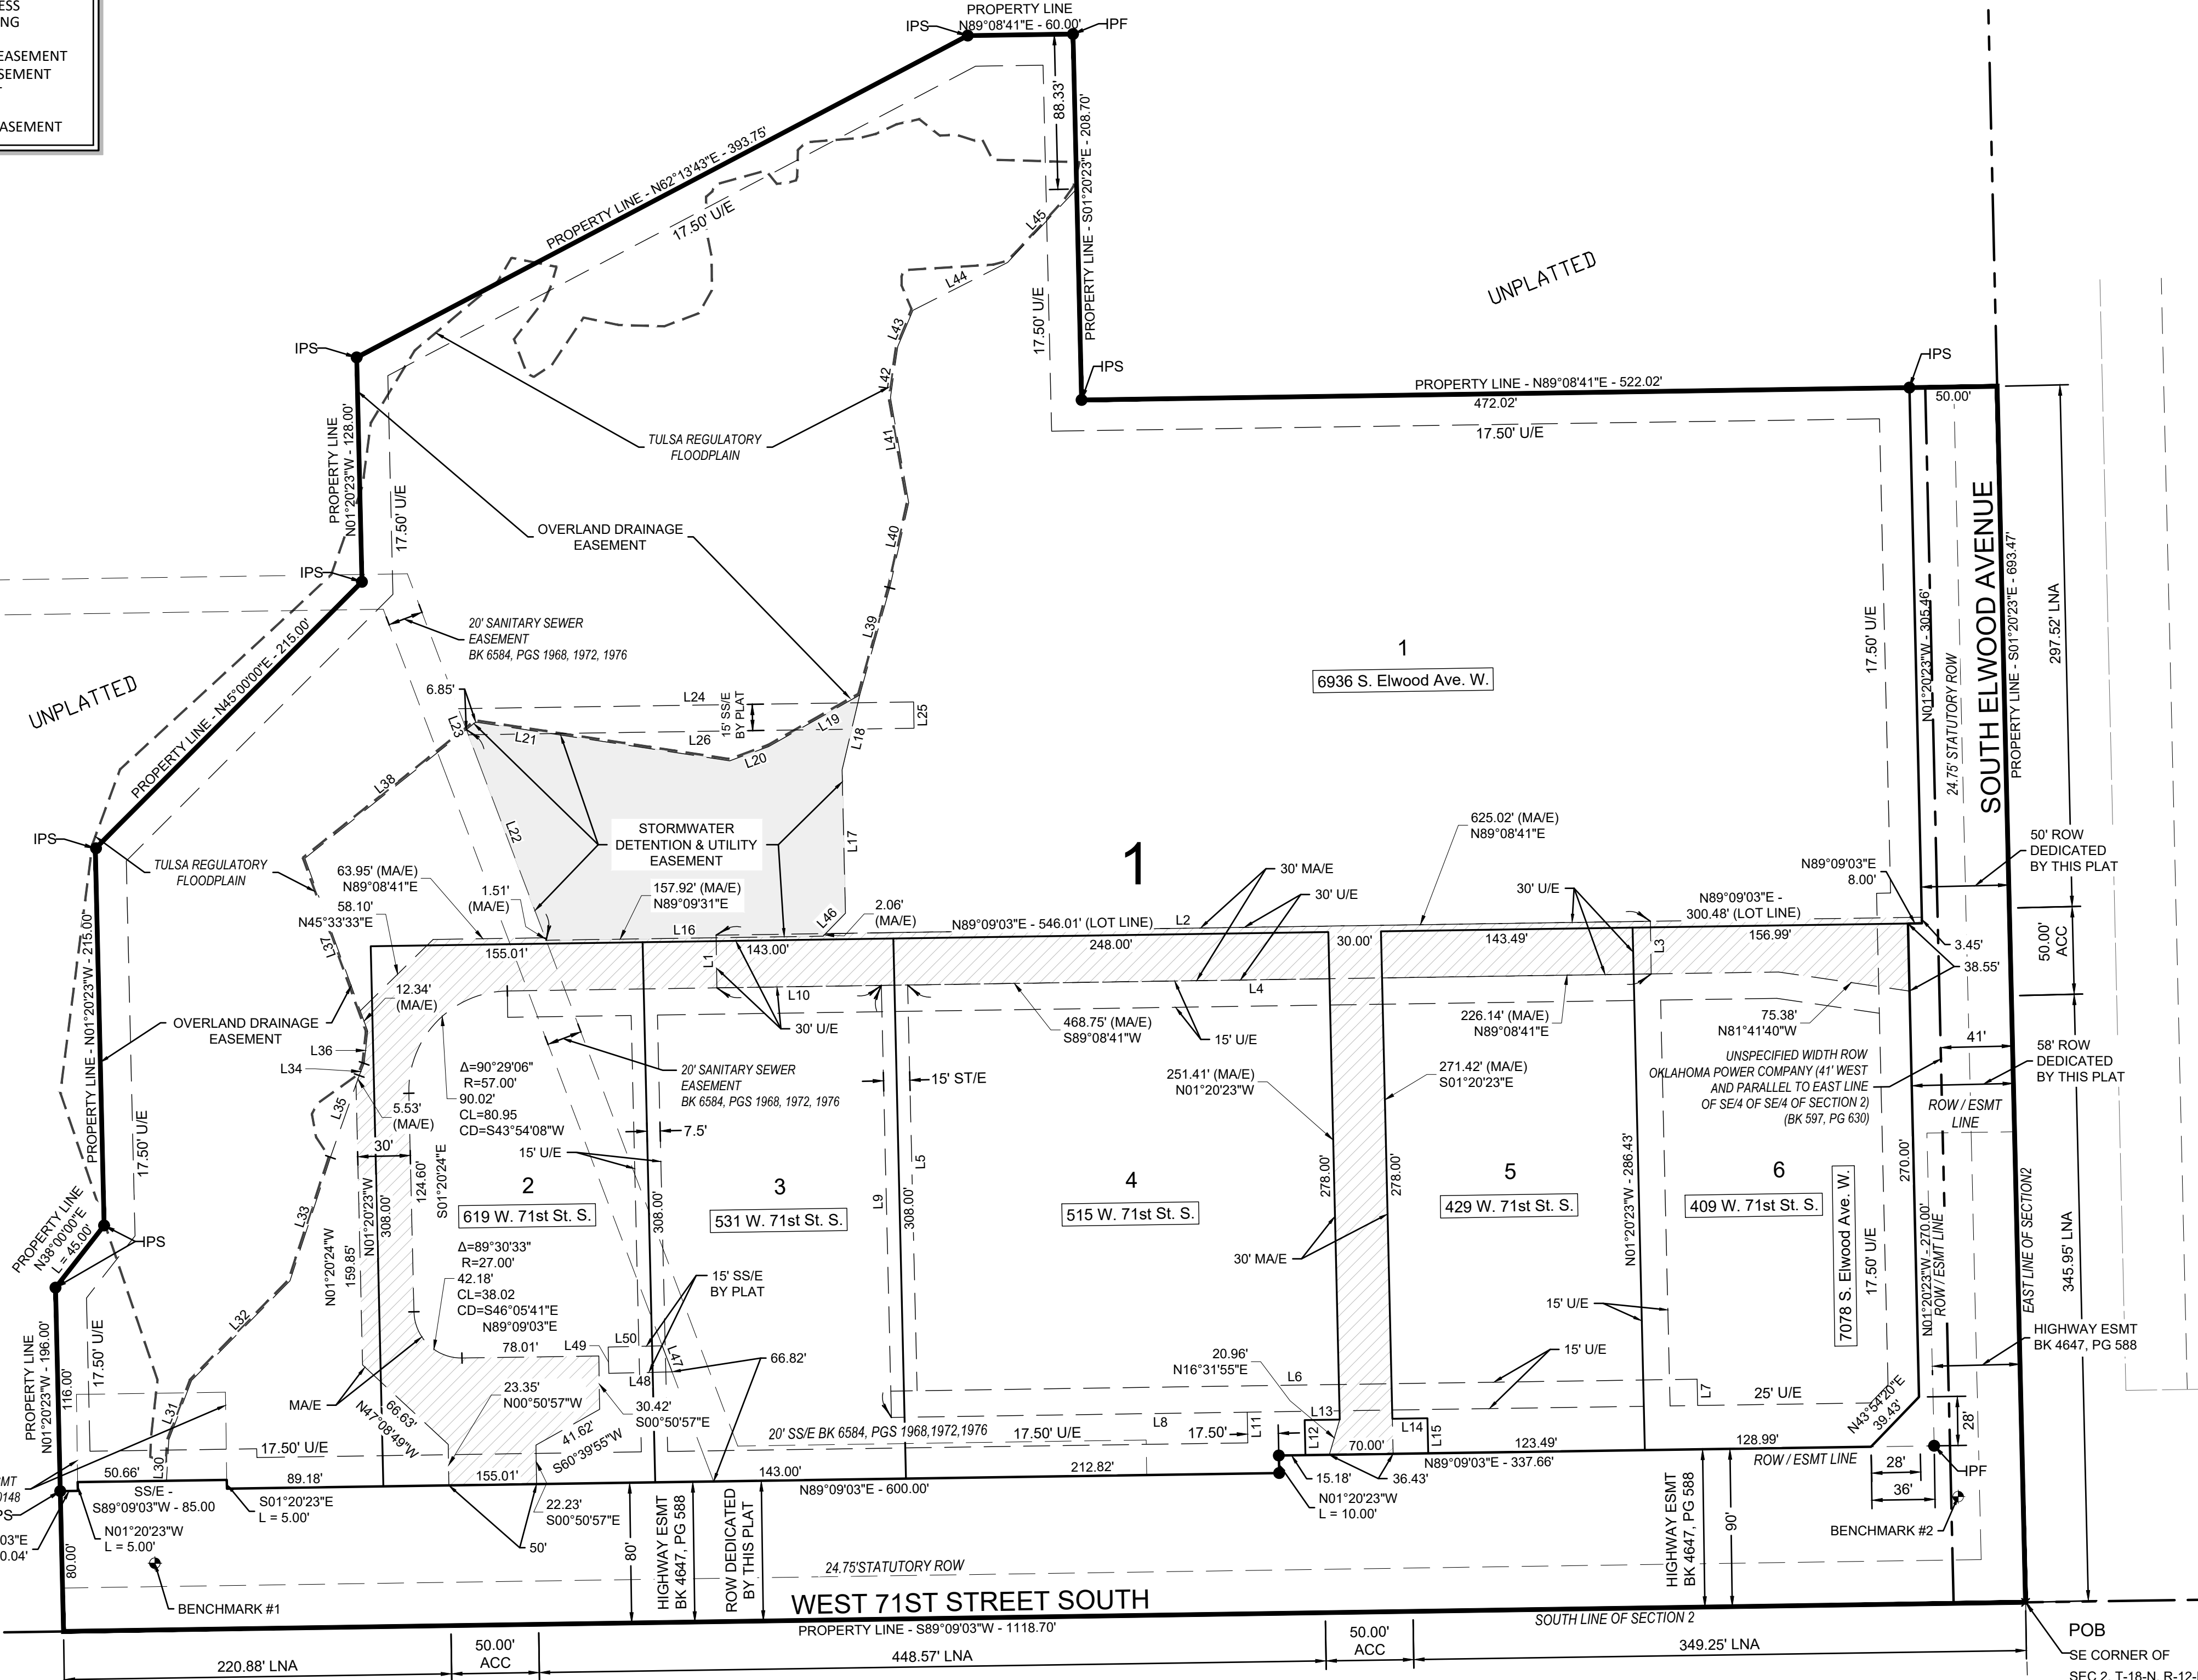 ESS
NG
EASEMENT
SEMENT
ASEMENT
PROPERTY LINE
N89°08'41"E - 60.00'
IPS
IPF
88.33'
PROPERTY LINE - S01°20'23"E - 208.70'
PROPERTY LINE - N62°13'43"E - 393.75'
17.50' U/E
L45
L44
L43
L42
L41
L40
L39
17.50' U/E
UNPLATTED
IPS
IPS
IPS
PROPERTY LINE - N89°08'41"E - 522.02'
472.02'
50.00'
17.50' U/E
PROPERTY LINE
N01°20'23"W - 128.00'
17.50' U/E
TULSA REGULATORY
FLOODPLAIN
OVERLAND DRAINAGE
EASEMENT
IPS
20' SANITARY SEWER
EASEMENT
BK 6584, PGS 1968, 1972, 1976
UNPLATTED
PROPERTY LINE - N45°00'00"E - 215.00'
6.85'
L23
L24
15' SS/E
BY PLAT
L25
L21
L26
L20
L19
L18
L38
L22
L17
STORMWATER
DETENTION & UTILITY
EASEMENT
1
6936 S. Elwood Ave. W.
17.50' U/E
N01°20'23"W - 305.46'
24.75' STATUTORY ROW
SOUTH ELWOOD AVENUE
PROPERTY LINE - S01°20'23"E - 693.47'
297.52' LNA
50' ROW
DEDICATED
BY THIS PLAT
IPS
TULSA REGULATORY
FLOODPLAIN
63.95' (MA/E)
N89°08'41"E
58.10'
N45°33'33"E
1.51'
(MA/E)
157.92' (MA/E)
N89°09'31"E
L46
2.06'
(MA/E)
1
30' MA/E
30' U/E
625.02' (MA/E)
N89°08'41"E
30' U/E
N89°09'03"E
8.00'
N89°09'03"E - 546.01' (LOT LINE)
L2
N89°09'03"E -
300.48' (LOT LINE)
L16
155.01'
143.00'
248.00'
30.00'
143.49'
L3
156.99'
3.45'
38.55'
50.00'
ACC
L37
L1
L10
L4
12.34'
(MA/E)
30' U/E
468.75' (MA/E)
S89°08'41"W
15' U/E
226.14' (MA/E)
N89°08'41"E
75.38'
N81°41'40"W
PROPERTY LINE - N01°20'23"W - 215.00'
OVERLAND DRAINAGE
EASEMENT
L36
L34
5.53'
(MA/E)
L35
Δ=90°29'06"
R=57.00'
90.02'
CL=80.95
CD=S43°54'08"W
20' SANITARY SEWER
EASEMENT
BK 6584, PGS 1968, 1972, 1976
15' ST/E
7.5'
15' U/E
251.41' (MA/E)
N01°20'23"W
271.42' (MA/E)
S01°20'23"E
UNSPECIFIED WIDTH ROW
OKLAHOMA POWER COMPANY (41' WEST
AND PARALLEL TO EAST LINE
OF SE/4 OF SE/4 OF SECTION 2)
(BK 597, PG 630)
41'
58' ROW
DEDICATED
BY THIS PLAT
ROW / ESMT
LINE
17.50' U/E
30'
124.60'
S01°20'24"E
N01°20'23"W
308.00'
N01°20'24"W
159.85'
L33
2
619 W. 71st St. S.
308.00'
3
531 W. 71st St. S.
L9
308.00'
L5
4
515 W. 71st St. S.
278.00'
278.00'
5
429 W. 71st St. S.
N01°20'23"W - 286.43'
6
409 W. 71st St. S.
7078 S. Elwood Ave. W.
17.50' U/E
270.00'
N01°20'23"W - 270.00'
ROW / ESMT LINE
EAST LINE OF SECTION2
345.95' LNA
PROPERTY LINE
N38°00'00"E
L = 45.00'
IPS
L32
Δ=89°30'33"
R=27.00'
42.18'
CL=38.02
CD=S46°05'41"E
N89°09'03"E
78.01'
15' SS/E
BY PLAT
30' MA/E
15' U/E
HIGHWAY ESMT
BK 4647, PG 588
PROPERTY LINE
N01°20'23"W - 196.00'
116.00'
17.50' U/E
L31
L30
L49
L50
L47
L48
66.82'
20.96'
N16°31'55"E
15' U/E
MA/E
66.63'
N47°08'49"W
23.35'
N00°50'57"W
30.42'
S00°50'57"E
41.62'
S60°39'55"W
L6
L8
L7
25' U/E
L11
L12
L13
L14
L15
N43°54'20"E
39.43'
28'
17.50' U/E
20' SS/E BK 6584, PGS 1968,1972,1976
17.50' U/E
17.50'
70.00'
123.49'
128.99'
N89°09'03"E - 337.66'
ROW / ESMT LINE
28'
36'
IPF
SMT
0148
PS
50.66'
SS/E -
S89°09'03"W - 85.00
89.18'
155.01'
143.00'
212.82'
15.18'
36.43'
S01°20'23"E
L = 5.00'
22.23'
S00°50'57"E
N89°09'03"E - 600.00'
N01°20'23"W
L = 10.00'
03"E
0.04'
N01°20'23"W
L = 5.00'
50'
80.00'
80'
HIGHWAY ESMT
BK 4647, PG 588
ROW DEDICATED
BY THIS PLAT
HIGHWAY ESMT
BK 4647, PG 588
90'
BENCHMARK #2
24.75'STATUTORY ROW
BENCHMARK #1
WEST 71ST STREET SOUTH
SOUTH LINE OF SECTION 2
PROPERTY LINE - S89°09'03"W - 1118.70'
POB
SE CORNER OF
SEC 2, T-18-N, R-12-
220.88' LNA
50.00'
ACC
448.57' LNA
50.00'
ACC
349.25' LNA